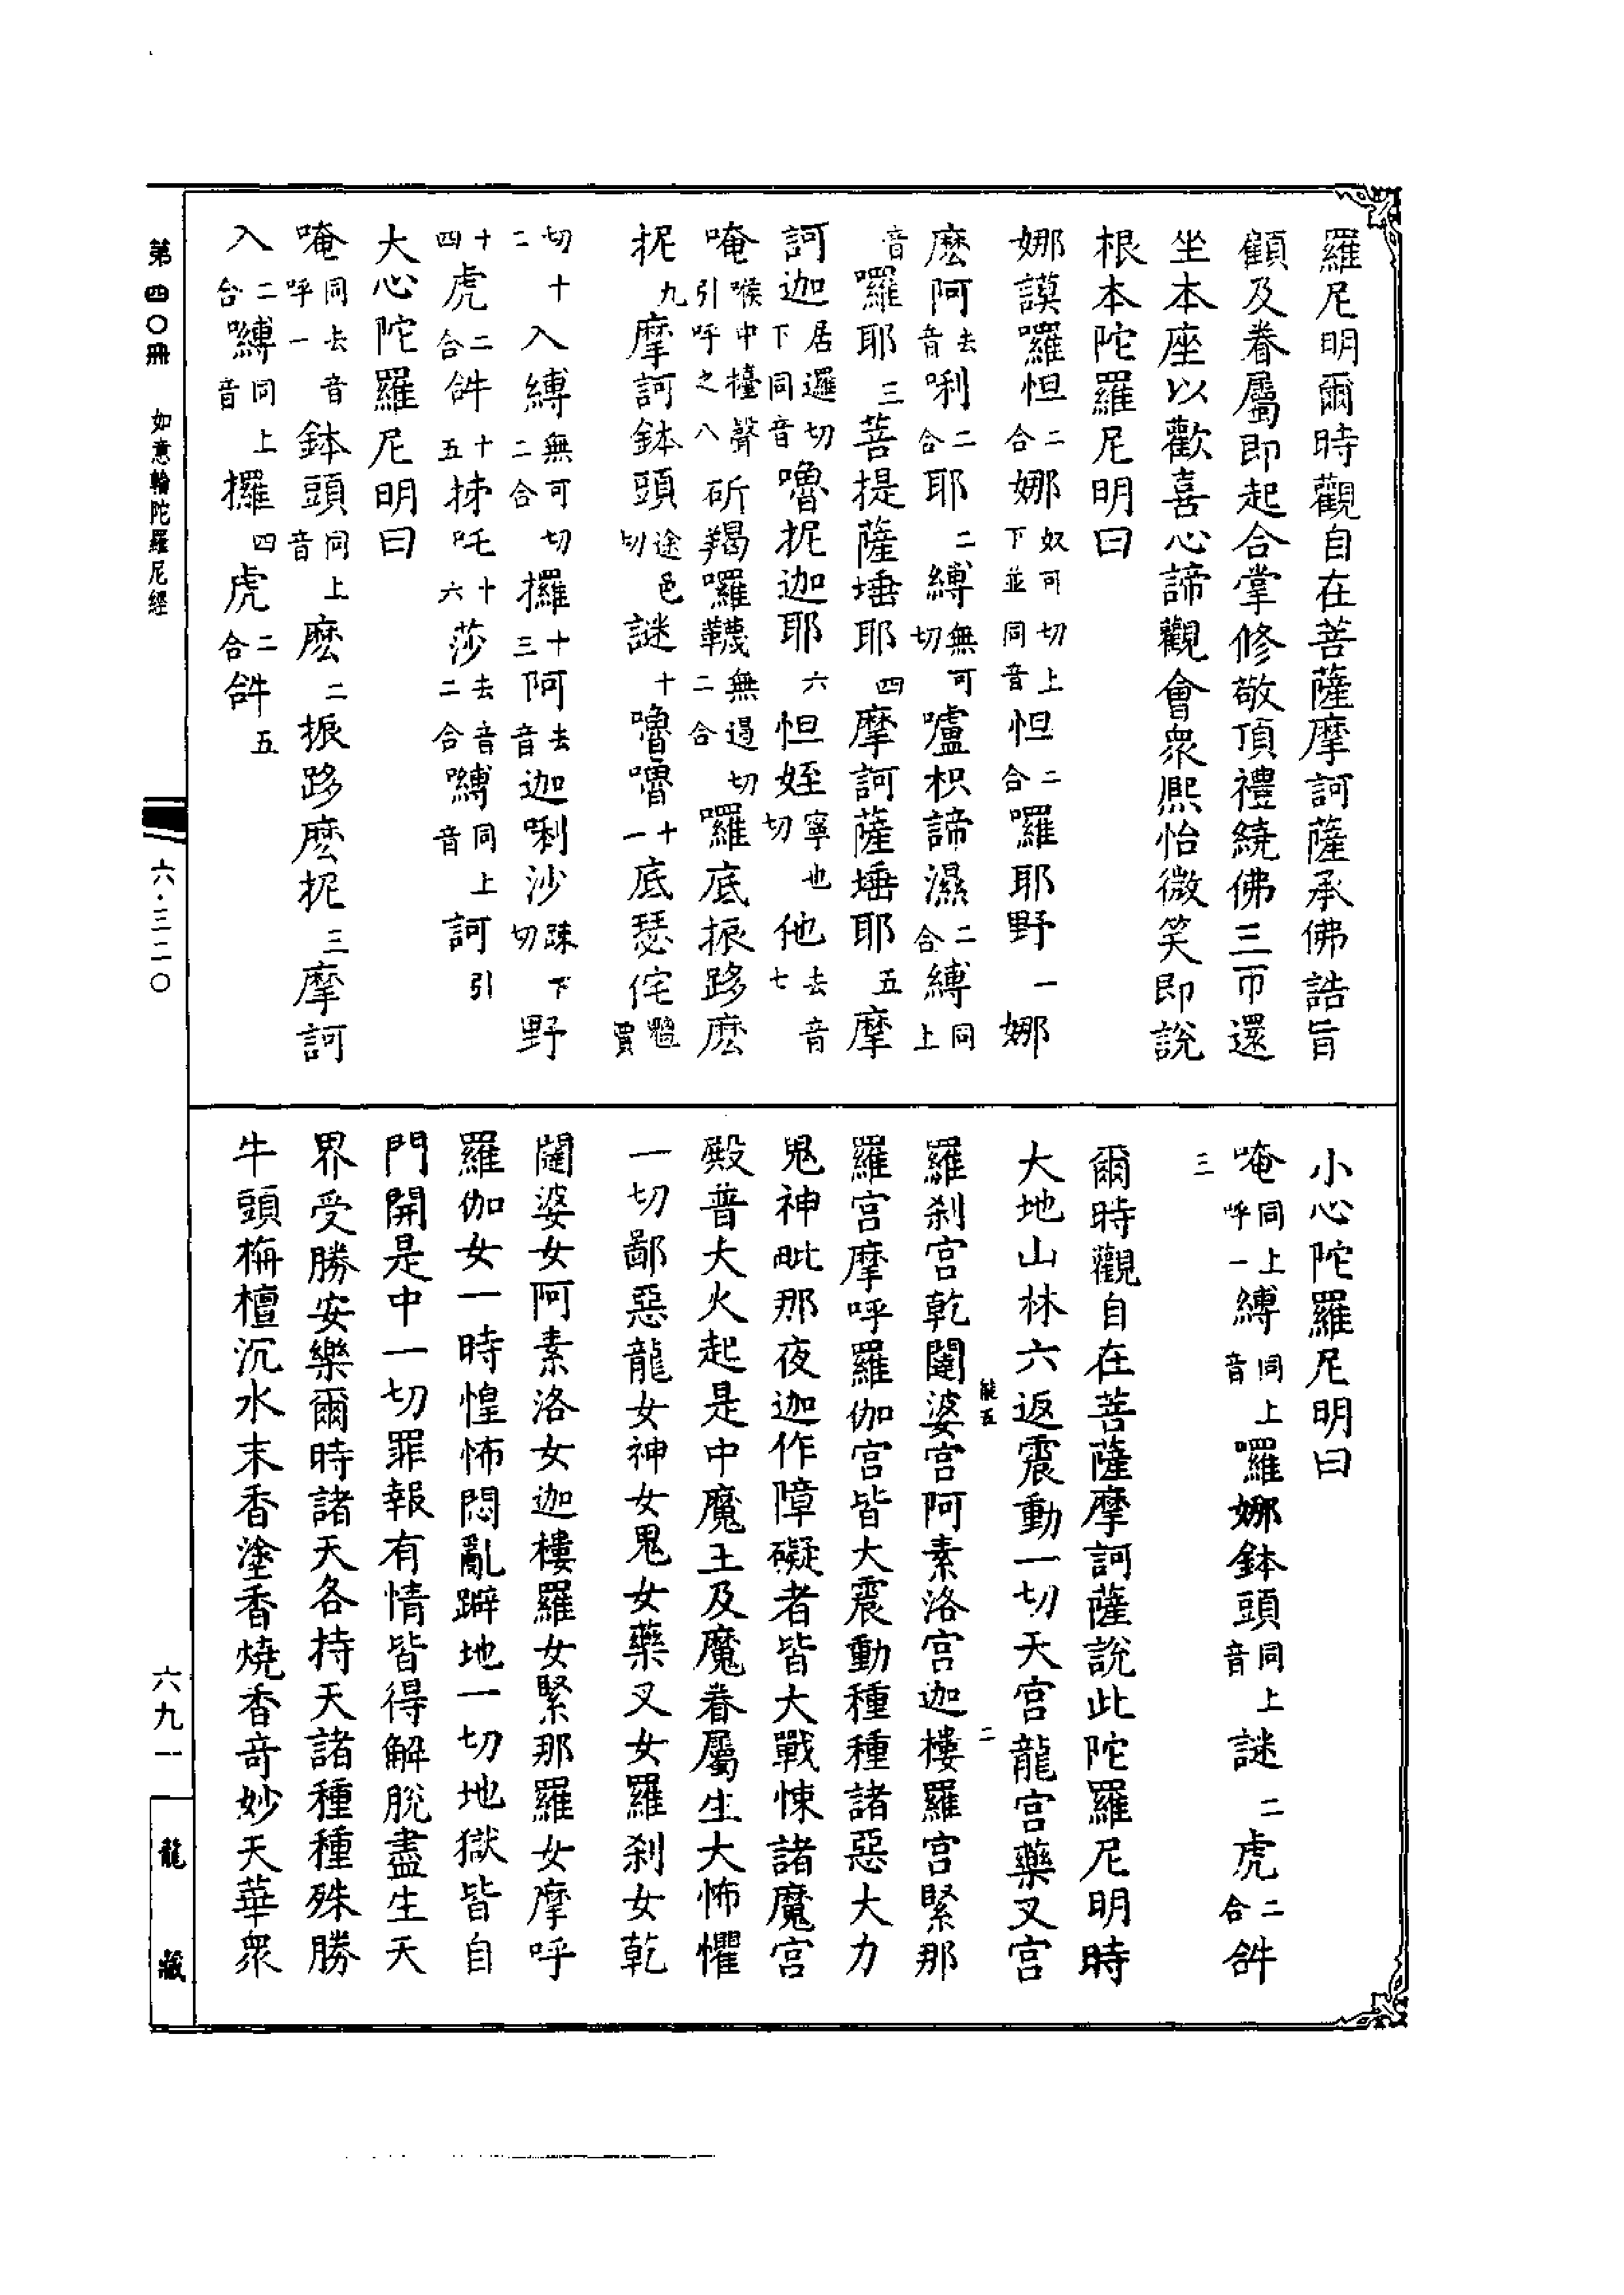 羅尼明爾時觀自在菩薩摩訶薩承佛誥旨
顧及眷屬即起合掌修敬頂禮繞佛三帀還
坐本座以歡喜心諦觀會衆熙怡微笑即說
根本陀羅尼明曰
娜謨囉怛二合娜奴可切上下並同音怛二合囉耶野一娜
麼阿去音唎二合耶二縛無可切嚧枳諦濕二合縛同上
音囉耶三菩提薩埵耶四摩訶薩埵耶五摩
訶迦居邏切下同音嚕抳迦耶六怛姪寧也切他去音七
唵喉中擡聲引呼之八斫羯囉韈無遏切二合囉底振跢麽
抳九摩訶鉢頭途邑切謎十嚕嚕十一底瑟侘賈
切十二入縛無可切二合攞十三阿去音迦唎沙疎下切野
十四虎二合𤙖十五抺吒十六莎去音二合嚩同上音訶引
大心陀羅尼明曰
唵同去音呼一鉢頭同上音麽二振跢麽抳三摩訶
入二合嚩同上音攞四虎二合𤙖五
小心陀羅尼明曰
唵同上呼一縛同上音囉娜鉢頭同上音謎二虎二合𤙖
三
爾時觀自在菩薩摩訶薩說此陀羅尼明時
大地山林六返震動一切天宮龍宮藥叉宮
羅剎宮乾闥婆宮阿素洛宮迦樓羅宮緊那
羅宮摩呼羅伽宮皆大震動種種諸惡大力
鬼神毗那夜迦作障礙者皆大戰悚諸魔宮
殿普大火起是中魔王及魔眷屬生大怖懼
一切鄙惡龍女神女鬼女藥叉女羅剎女乾
闥婆女阿素洛女迦樓羅女緊那羅女摩呼
羅伽女一時惶怖悶亂躃地一切地獄皆自
門開是中一切罪報有情皆得解脫盡生天
界受勝安樂爾時諸天各持天諸種種殊勝
牛頭栴檀沉水末香塗香燒香奇妙天華衆
能五
二
第四〇冊 如意輪陀羅尼經
六·三二〇
六九一
龍藏